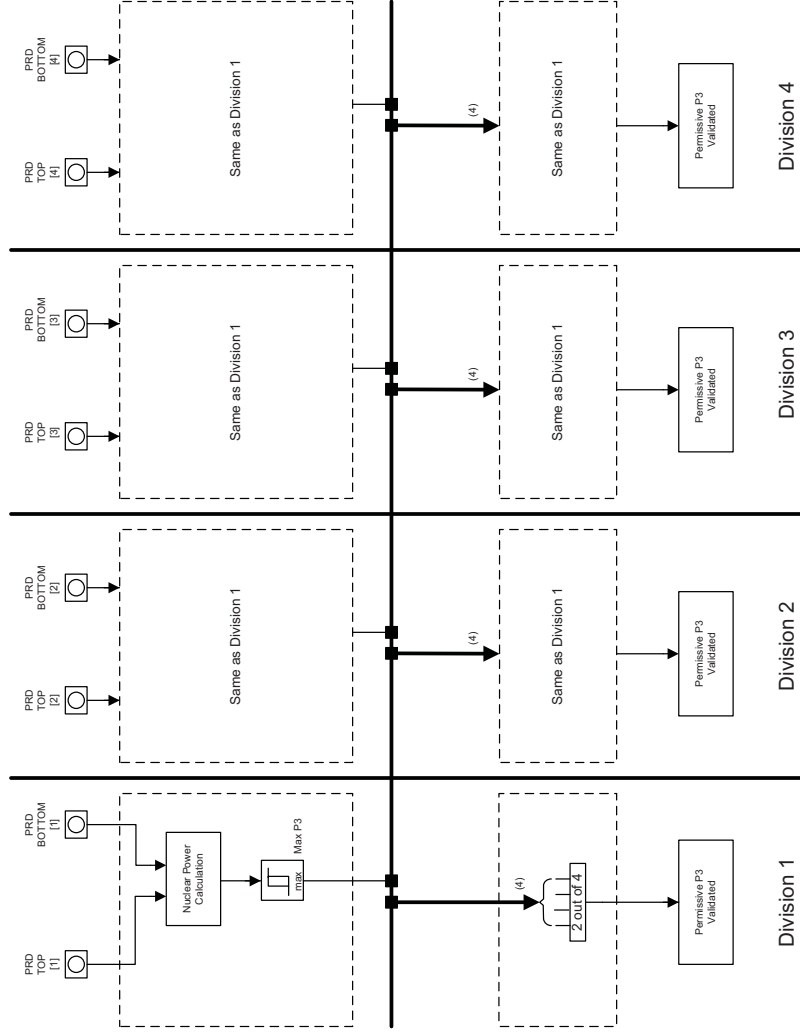 PRD
TOP
[1]
PRD
BOTTOM
[1]
Nuclear Power
Calculation
Max P3
max
(4)
2 out of 4
Permissive P3
Validated
Division 1
PRD
TOP
[2]
PRD
BOTTOM
[2]
Same as Division 1
(4)
Same as Division 1
Permissive P3
Validated
Division 2
PRD
TOP
[3]
PRD
BOTTOM
[3]
Same as Division 1
(4)
Same as Division 1
Permissive P3
Validated
Division 3
PRD
TOP
[4]
PRD
BOTTOM
[4]
Same as Division 1
(4)
Same as Division 1
Permissive P3
Validated
Division 4